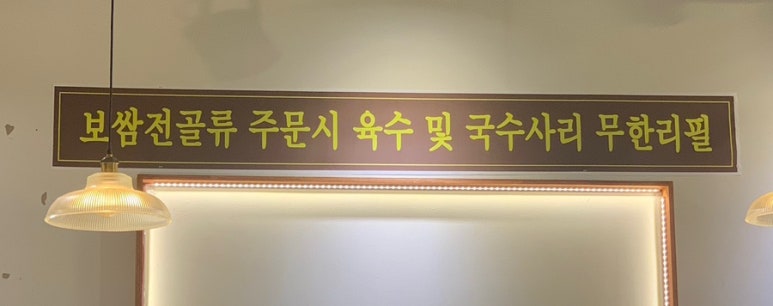 보쌈전골류 주문시 육수 및 국수사리 무한리필